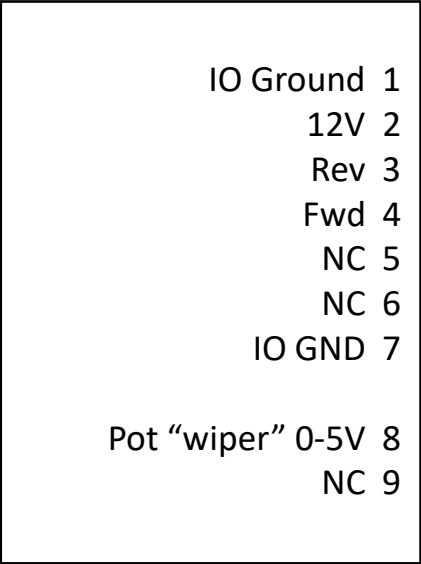 IO Ground 1
12V 2
Rev 3
Fwd 4
NC 5
NC 6
IO GND 7
Pot “wiper” 0-5V 8
NC 9